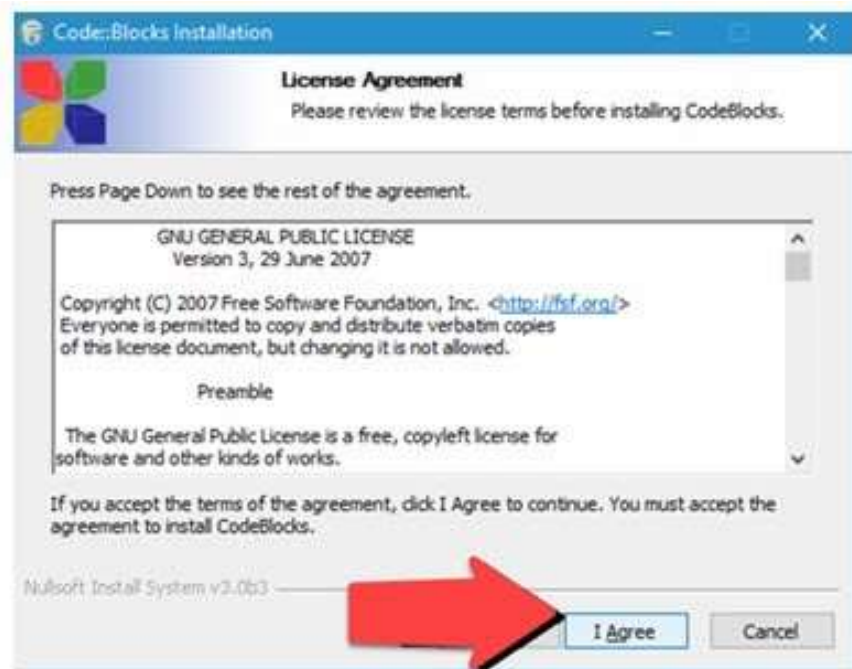 Code::Blocks Installation
License Agreement
Please review the license terms before installing CodeBlocks.
Press Page Down to see the rest of the agreement.
GNU GENERAL PUBLIC LICENSE
Version 3, 29 June 2007
Copyright (C) 2007 Free Software Foundation, Inc. <http://fsf.org/>
Everyone is permitted to copy and distribute verbatim copies
of this license document, but changing it is not allowed.
Preamble
The GNU General Public License is a free, copyleft license for
software and other kinds of works.
If you accept the terms of the agreement, click I Agree to continue. You must accept the
agreement to install CodeBlocks.
Nullsoft Install System v3.0b3
I Agree
Cancel